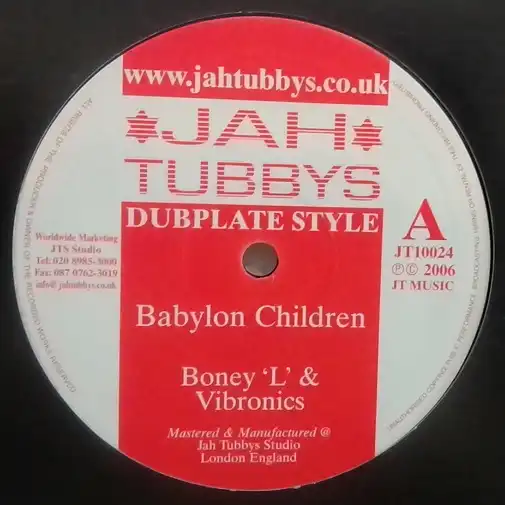 www.jahtubbys.co.uk
JAH
TUBBYS
DUBPLATE STYLE
A
JT10024
Ⓟ © 2006
JT MUSIC
Worldwide Marketing
JTS Studio
Tel: 020 8985-3000
Fax: 087 0762-3019
info@ jahtubbys.co.uk
Babylon Children
Boney ‘L’ &
Vibronics
Mastered & Manufactured @
Jah Tubbys Studio
London England